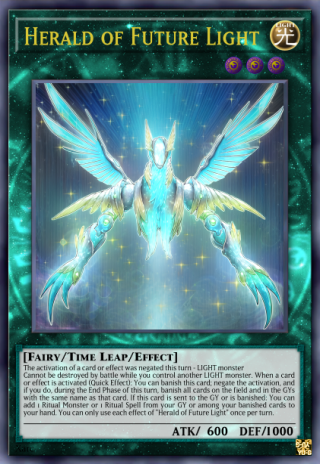 HERALD OF FUTURE LIGHT
LIGHT
光
[FAIRY/TIME LEAP/EFFECT]
The activation of a card or effect was negated this turn - LIGHT monster
Cannot be destroyed by battle while you control another LIGHT monster. When a card
or effect is activated (Quick Effect): You can banish this card; negate the activation, and
if you do, during the End Phase of this turn, banish all cards on the field and in the GYs
with the same name as that card. If this card is sent to the GY or is banished: You can
add 1 Ritual Monster or 1 Ritual Spell from your GY or among your banished cards to
your hand. You can only use each effect of "Herald of Future Light" once per turn.
ATK/ 600 DEF/1000